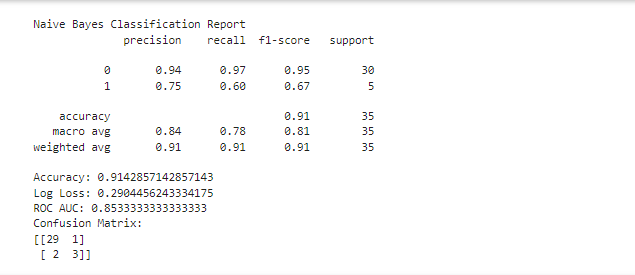 Naive Bayes Classification Report
              precision    recall  f1-score   support

           0       0.94      0.97      0.95        30
           1       0.75      0.60      0.67         5

    accuracy                           0.91        35
   macro avg       0.84      0.78      0.81        35
weighted avg       0.91      0.91      0.91        35

Accuracy: 0.9142857142857143
Log Loss: 0.2904456243334175
ROC AUC: 0.8533333333333333
Confusion Matrix:
[[29  1]
 [ 2  3]]